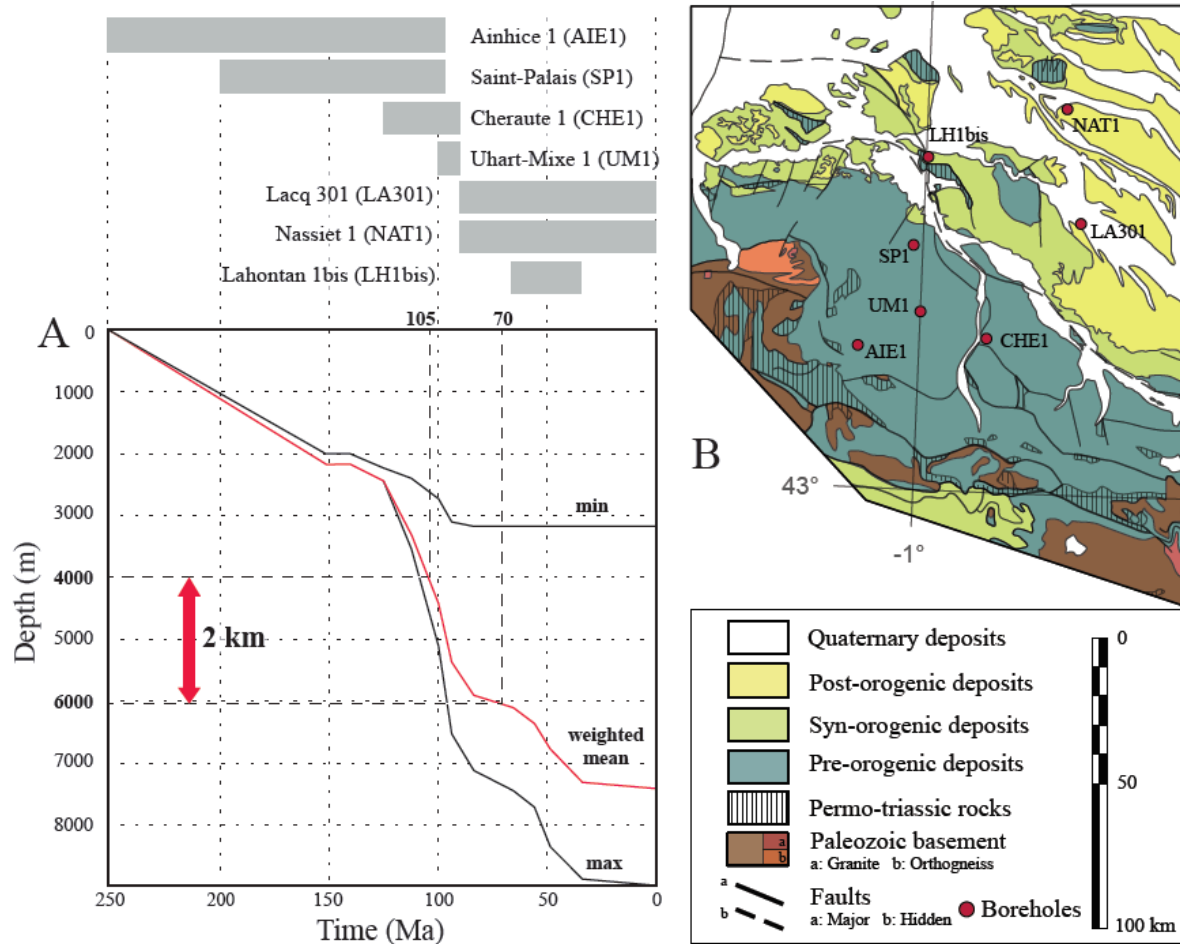 Ainhice 1 (AIE1)
Saint-Palais (SP1)
Cheraute 1 (CHE1)
Uhart-Mixe 1 (UM1)
Lacq 301 (LA301)
Nassiet 1 (NAT1)
Lahontan 1bis (LH1bis)
A
105
70
0
1000
2000
3000
4000
5000
6000
7000
8000
Depth (m)
2 km
min
weighted
mean
max
250
200
150
100
50
0
Time (Ma)
NAT1
LH1bis
LA301
SP1
UM1
CHE1
AIE1
B
43°
-1°
Quaternary deposits
Post-orogenic deposits
Syn-orogenic deposits
Pre-orogenic deposits
Permo-triassic rocks
Paleozoic basement
a
b
a: Granite b: Orthogneiss
a
b
Faults
a: Major b: Hidden
Boreholes
0
50
100 km